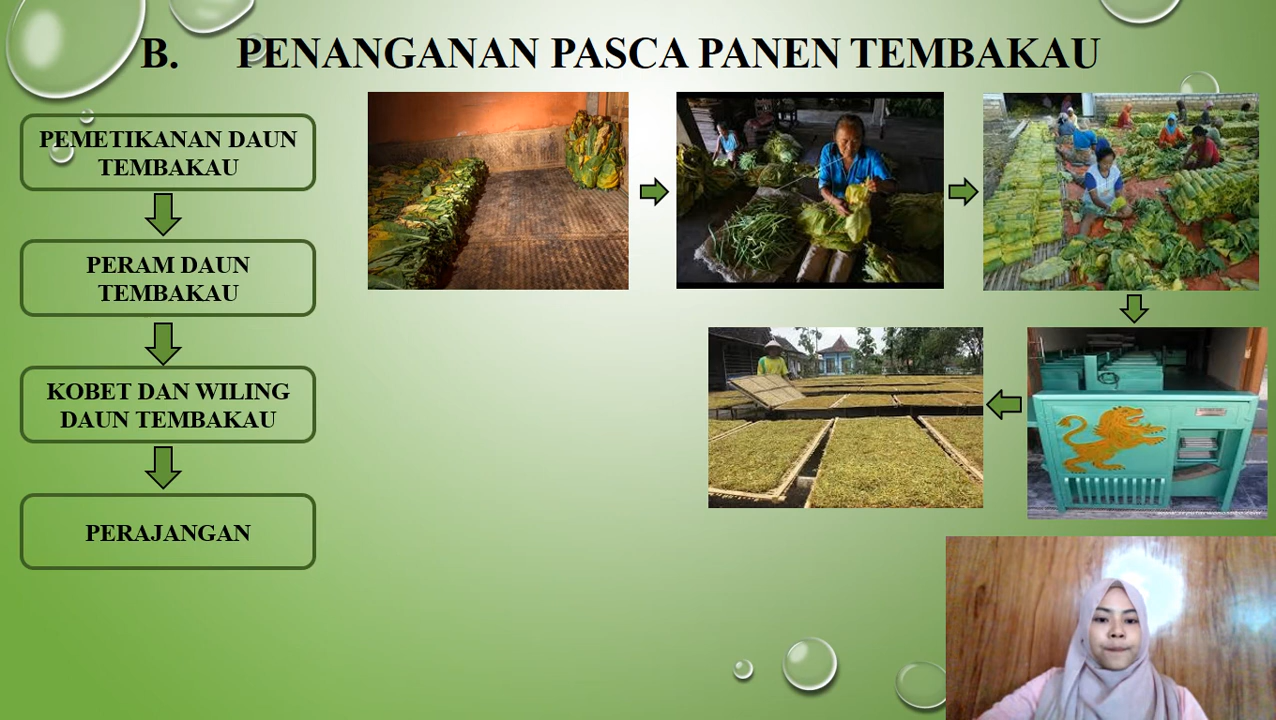 B. PENANGANAN PASCA PANEN TEMBAKAU
PEMETIKANAN DAUN
TEMBAKAU
PERAM DAUN
TEMBAKAU
KOBET DAN WILING
DAUN TEMBAKAU
PERAJANGAN